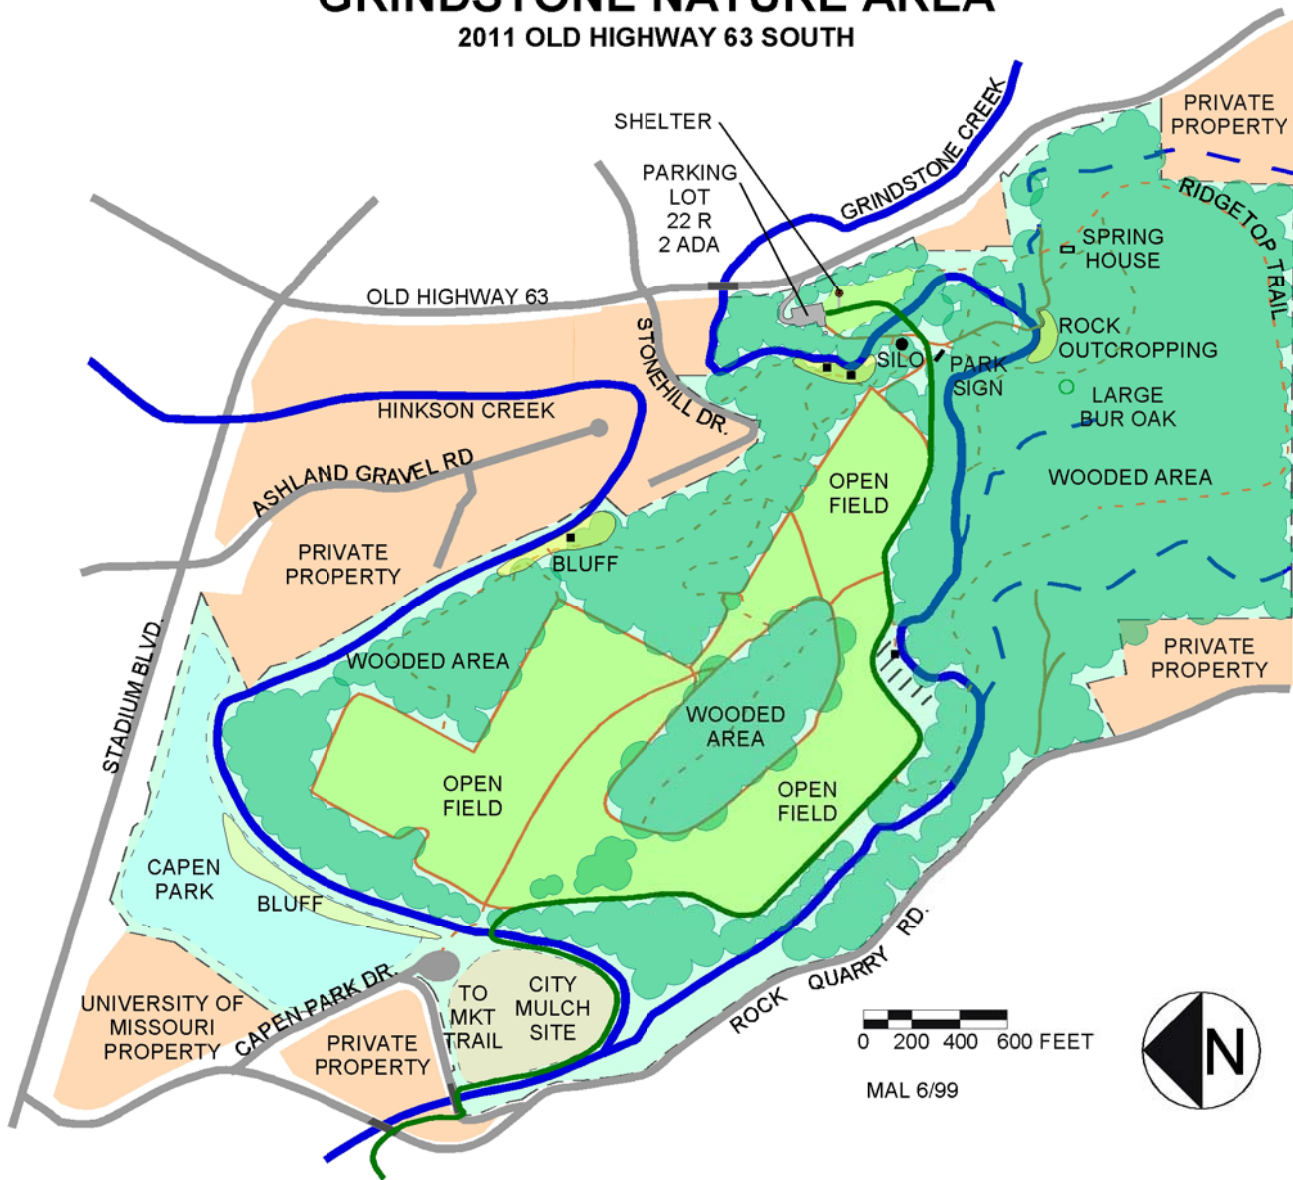 GRINDSTONE NATURE AREA
2011 OLD HIGHWAY 63 SOUTH
SHELTER
PARKING
LOT
22 R
2 ADA
GRINDSTONE CREEK
PRIVATE
PROPERTY
RIDGETOP TRAIL
SPRING
HOUSE
OLD HIGHWAY 63
STONEHILL DR.
ROCK
OUTCROPPING
SILO
PARK
SIGN
LARGE
BUR OAK
HINKSON CREEK
ASHLAND GRAVEL RD
OPEN
FIELD
WOODED AREA
PRIVATE
PROPERTY
BLUFF
STADIUM BLVD.
WOODED AREA
PRIVATE
PROPERTY
WOODED
AREA
OPEN
FIELD
OPEN
FIELD
CAPEN
PARK
BLUFF
ROCK QUARRY RD.
CAPEN PARK DR.
TO
MKT
TRAIL
CITY
MULCH
SITE
UNIVERSITY OF
MISSOURI
PROPERTY
PRIVATE
PROPERTY
0 200 400 600 FEET
MAL 6/99
N